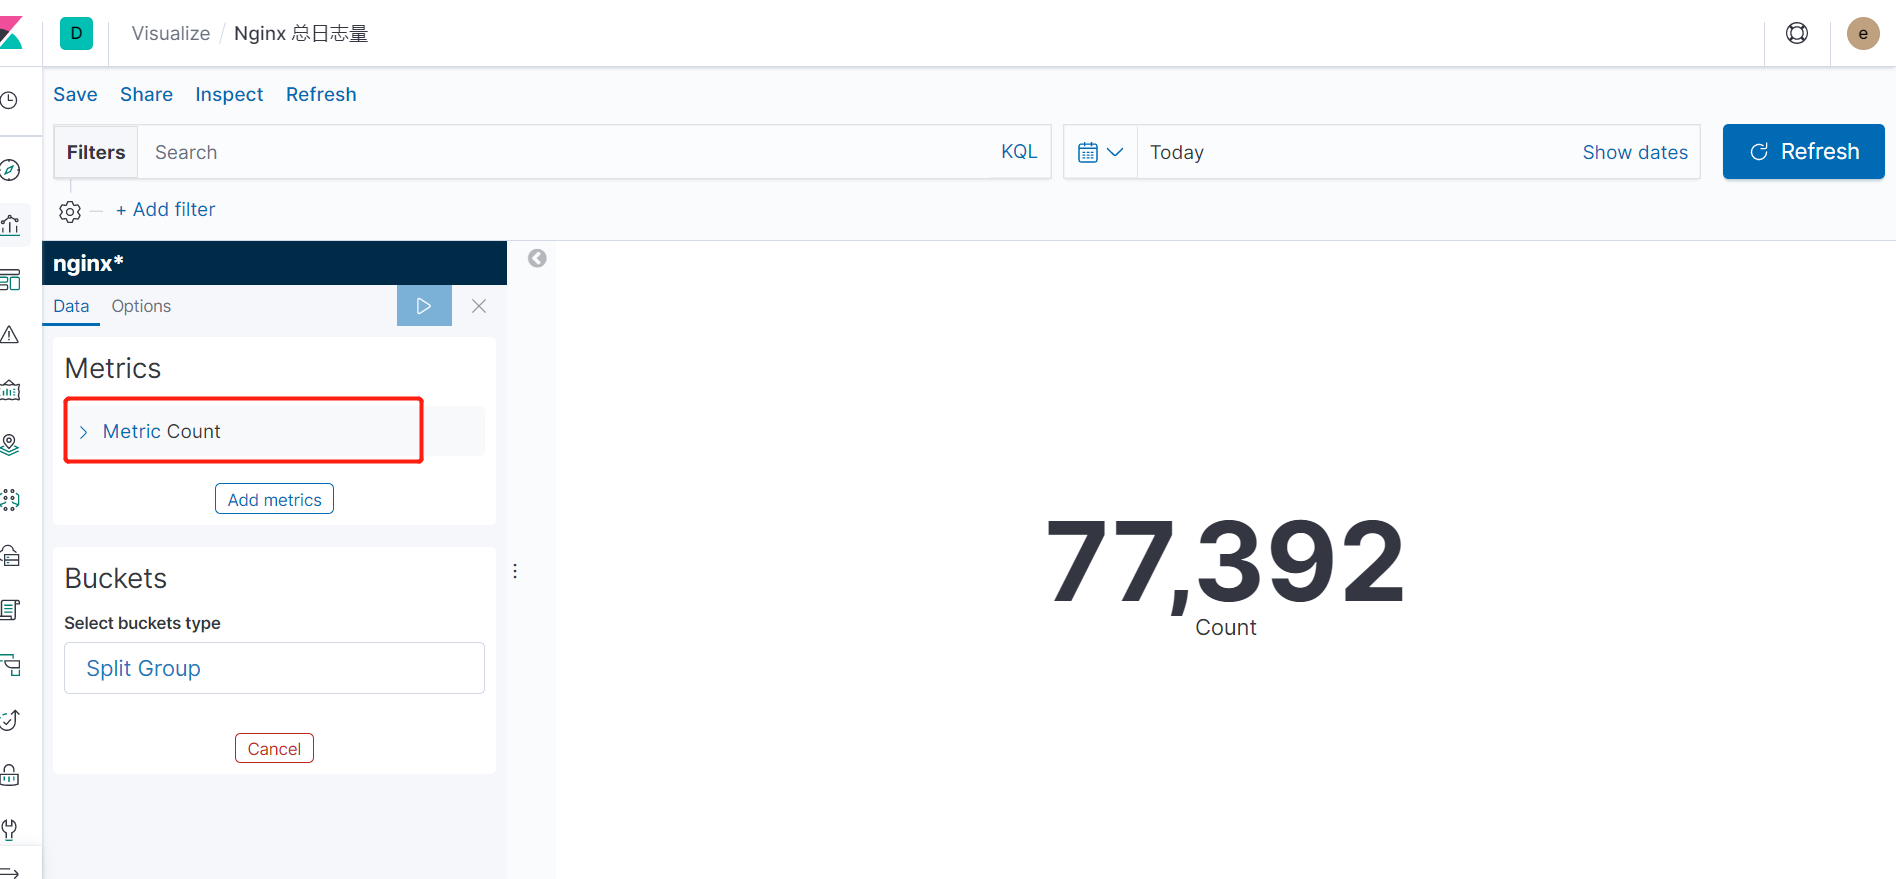 D Visualize / Nginx 总日志量 e
Save Share Inspect Refresh
Filters Search KQL Today Show dates Refresh
+ Add filter
nginx*
Data Options
Metrics
Metric Count
Add metrics
Buckets
Select buckets type
Split Group
Cancel
77,392
Count